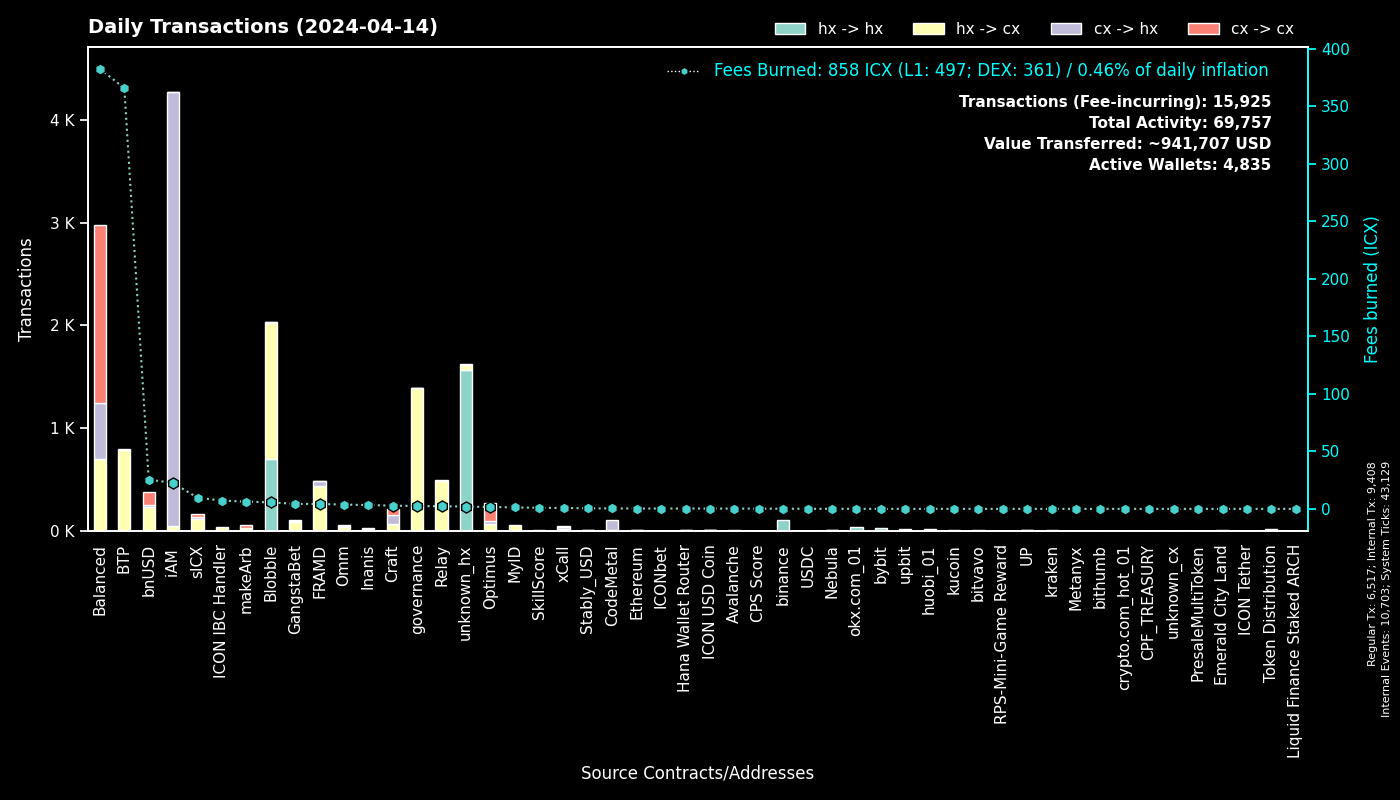 Daily Transactions (2024-04-14)
hx -> hx
hx -> cx
cx -> hx
cx -> cx
Fees Burned: 858 ICX (L1: 497; DEX: 361) / 0.46% of daily inflation
Transactions (Fee-incurring): 15,925
Total Activity: 69,757
Value Transferred: ~941,707 USD
Active Wallets: 4,835
Transactions
4 K
3 K
2 K
1 K
0 K
400
350
300
250
200
150
100
50
0
Fees burned (ICX)
Balanced
BTP
bnUSD
iAM
sICX
ICON IBC Handler
makeArb
Blobble
GangstaBet
FRAMD
Omm
Inanis
Craft
governance
Relay
unknown_hx
Optimus
MyID
SkillScore
xCall
Stably_USD
CodeMetal
Ethereum
ICONbet
Hana Wallet Router
ICON USD Coin
Avalanche
CPS Score
binance
USDC
Nebula
okx.com_01
bybit
upbit
huobi_01
kucoin
bitvavo
RPS-Mini-Game Reward
UP
kraken
Metanyx
bithumb
crypto.com_hot_01
CPF_TREASURY
unknown_cx
PresaleMultiToken
Emerald City Land
ICON Tether
Token Distribution
Liquid Finance Staked ARCH
Source Contracts/Addresses
Regular Tx: 6,517; Internal Tx: 9,408
Internal Events: 10,703; System Ticks: 43,129